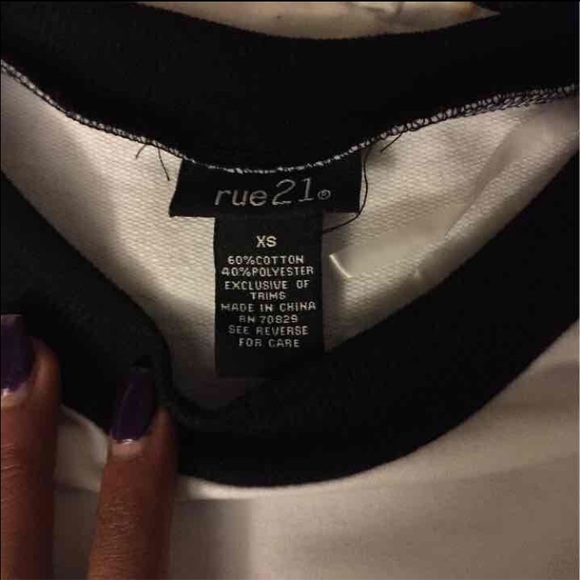 rue21®
XS
60%COTTON
40%POLYESTER
EXCLUSIVE OF
TRIMS
MADE IN CHINA
RN 70829
SEE REVERSE
FOR CARE